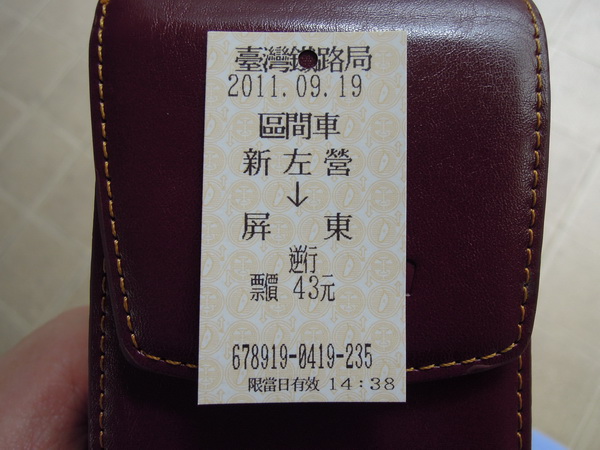 臺灣鐵路局
2011.09.19
區間車
新左營
↓
屏東
逆行
票價 43元
678919-0419-235
限當日有效 14:38